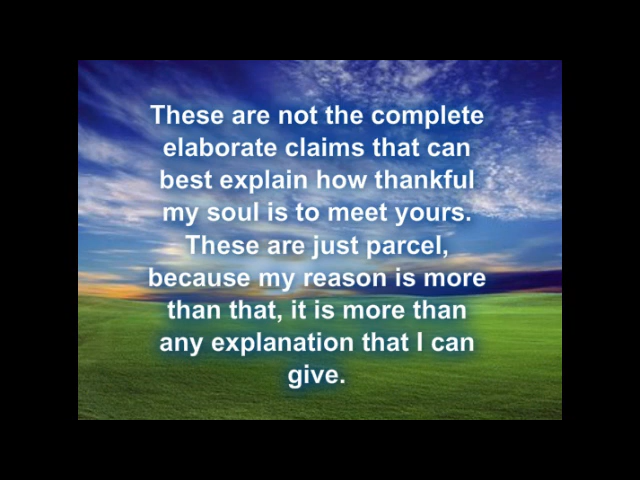 These are not the complete
elaborate claims that can
best explain how thankful
my soul is to meet yours.
These are just parcel,
because my reason is more
than that, it is more than
any explanation that I can
give.